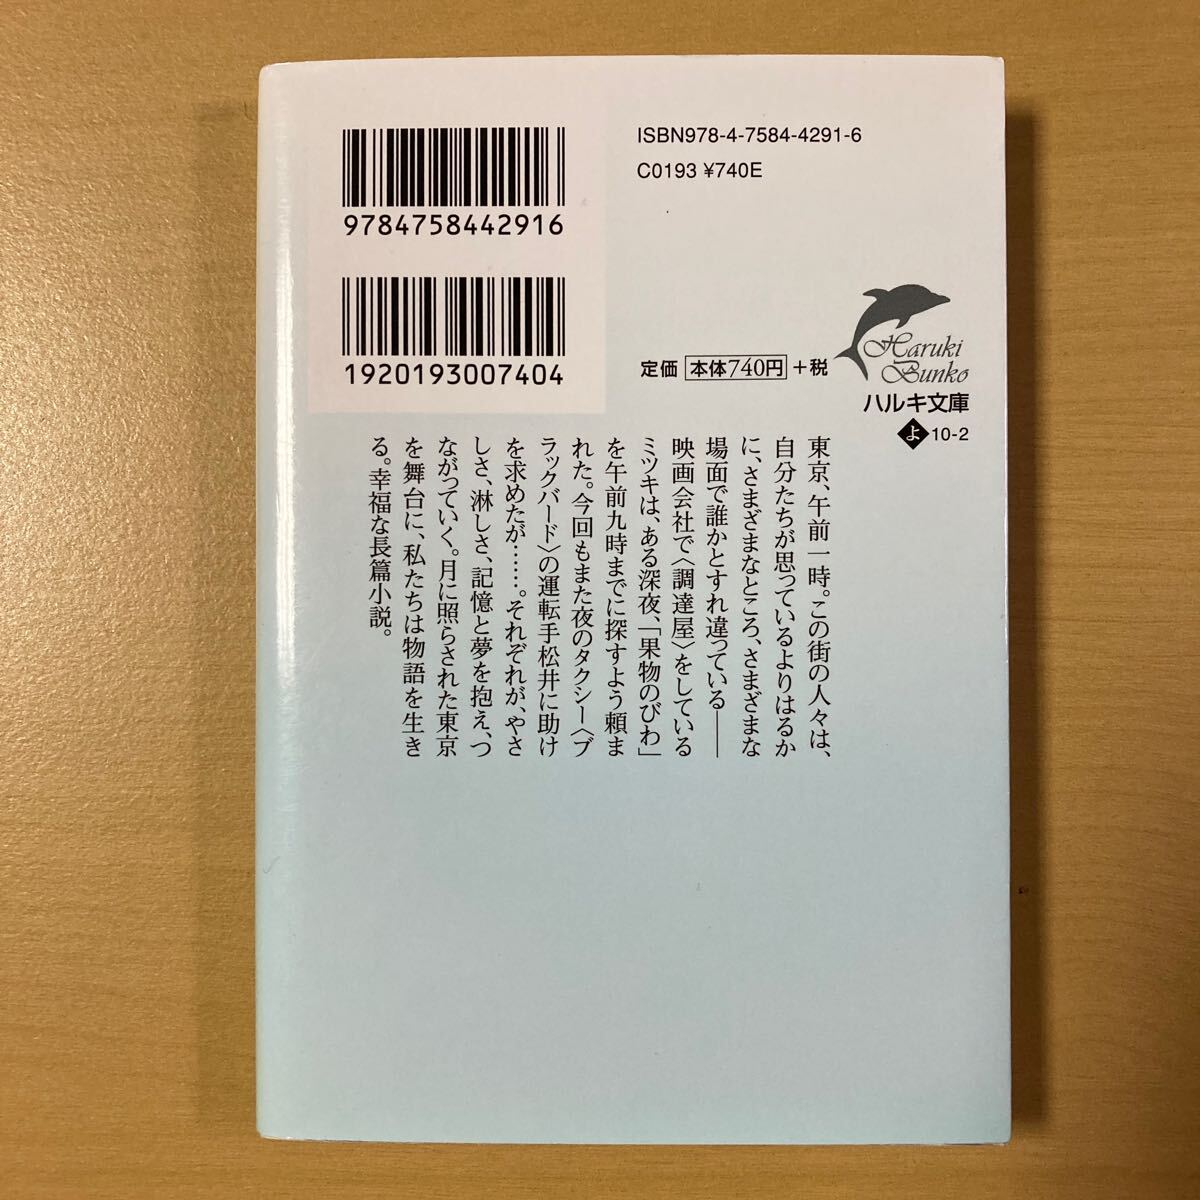 9784758442916
ISBN978-4-7584-4291-6
C0193 ¥740E
1920193007404
定価 本体740円 +税
Haruki
Bunko
ハルキ文庫
よ 10-2
東京、午前一時。この街の人々は、
自分たちが思っているよりはるか
に、さまざまなところ、さまざまな
場面で誰かとすれ違っている――
映画会社で〈調達屋〉をしている
ミツキは、ある深夜、「果物のびわ」
を午前九時までに探すよう頼ま
れた。今回もまた夜のタクシー〈ブ
ラックバード〉の運転手松井に助け
を求めたが……。それぞれが、やさ
しさ、淋しさ、記憶と夢を抱え、つ
ながっていく。月に照らされた東京
を舞台に、私たちは物語を生き
る。幸福な長篇小説。